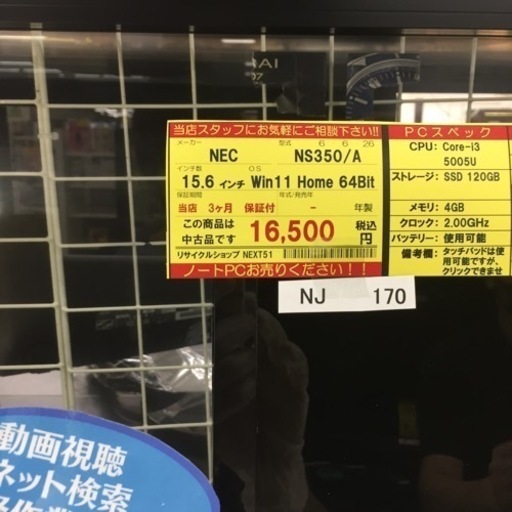 AI
07
当店スタッフにお気軽にご相談下さい!!
メーカー 型式 6 6 26
NEC NS350/A
インチ数 OS
15.6 インチ Win11 Home 64Bit
保証期間 年式/発売年
当店 3ヶ月 保証付 - 年製
この商品は
中古品です 16,500 税込
円
リサイクルショップ NEXT51
ノートPCお売りください!!
PCスペック
CPU: Core-i3
5005U
ストレージ: SSD 120GB
メモリ: 4GB
クロック: 2.00GHz
バッテリー: 使用可能
備考欄: タッチパッドは使
用可能ですが、
クリックできませ
NJ 170
動画視聴
ネット検索